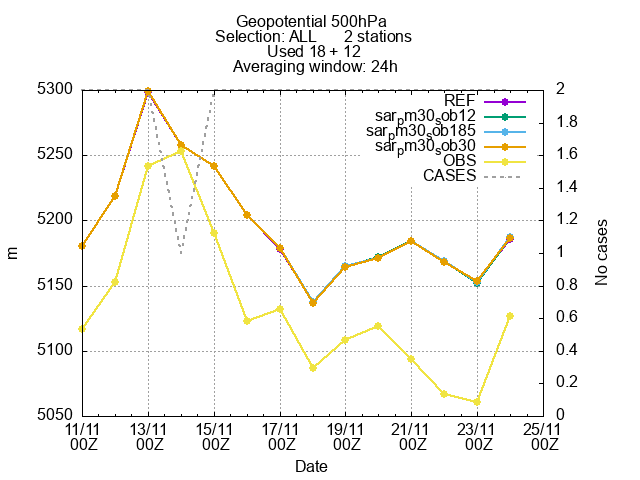 Geopotential 500hPa
Selection: ALL 2 stations
Used 18 + 12
Averaging window: 24h
REF
sarpm30sob12
sarpm30sob185
sarpm30sob30
OBS
CASES
5300
5250
5200
5150
5100
5050
m
2
1.8
1.6
1.4
1.2
1
0.8
0.6
0.4
0.2
0
No cases
11/11 13/11 15/11 17/11 19/11 21/11 23/11 25/11
00Z 00Z 00Z 00Z 00Z 00Z 00Z 00Z
Date